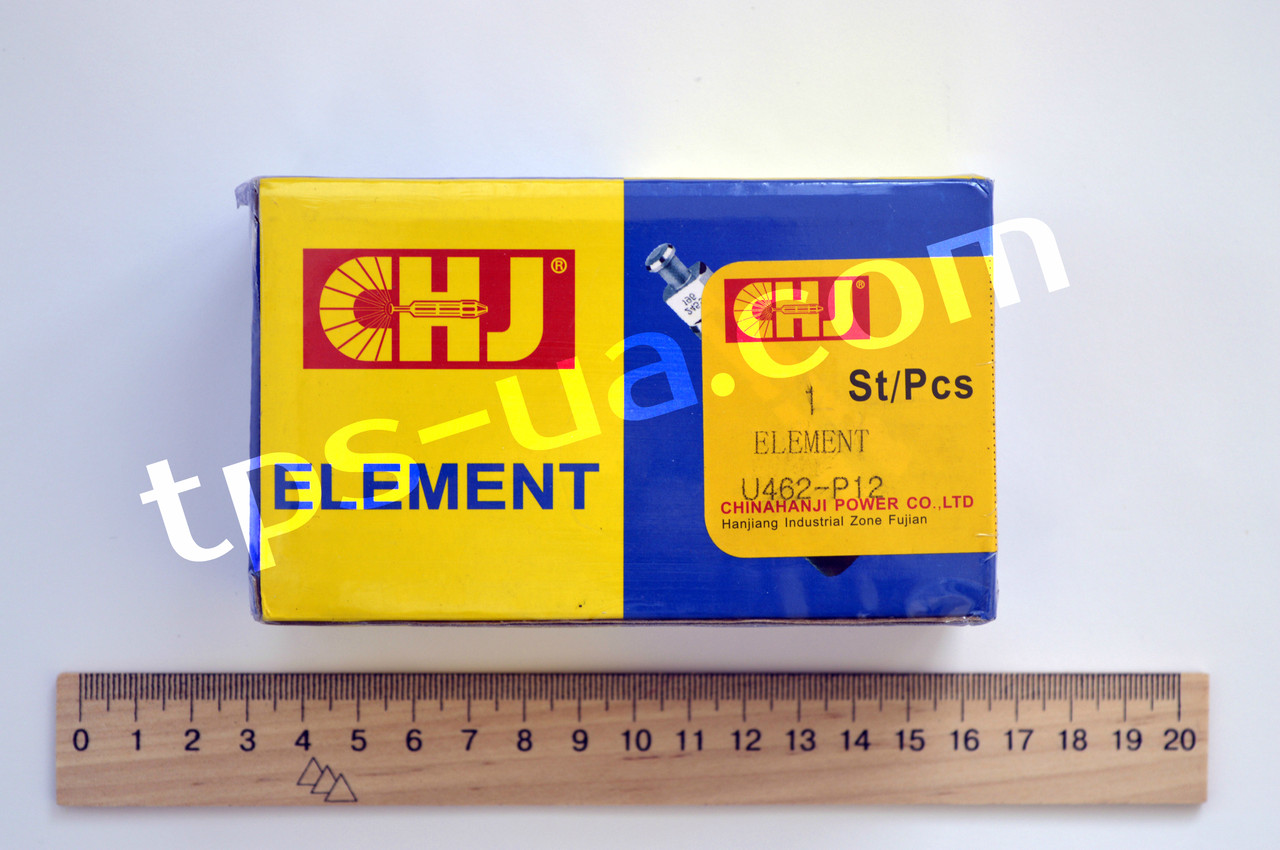 CHJ®
ELEMENT
CHJ®
1 St/Pcs
ELEMENT
U462-P12
CHINAHANJI POWER CO.,LTD
Hanjiang Industrial Zone Fujian
tps-ua.com
0 1 2 3 4 5 6 7 8 9 10 11 12 13 14 15 16 17 18 19 20